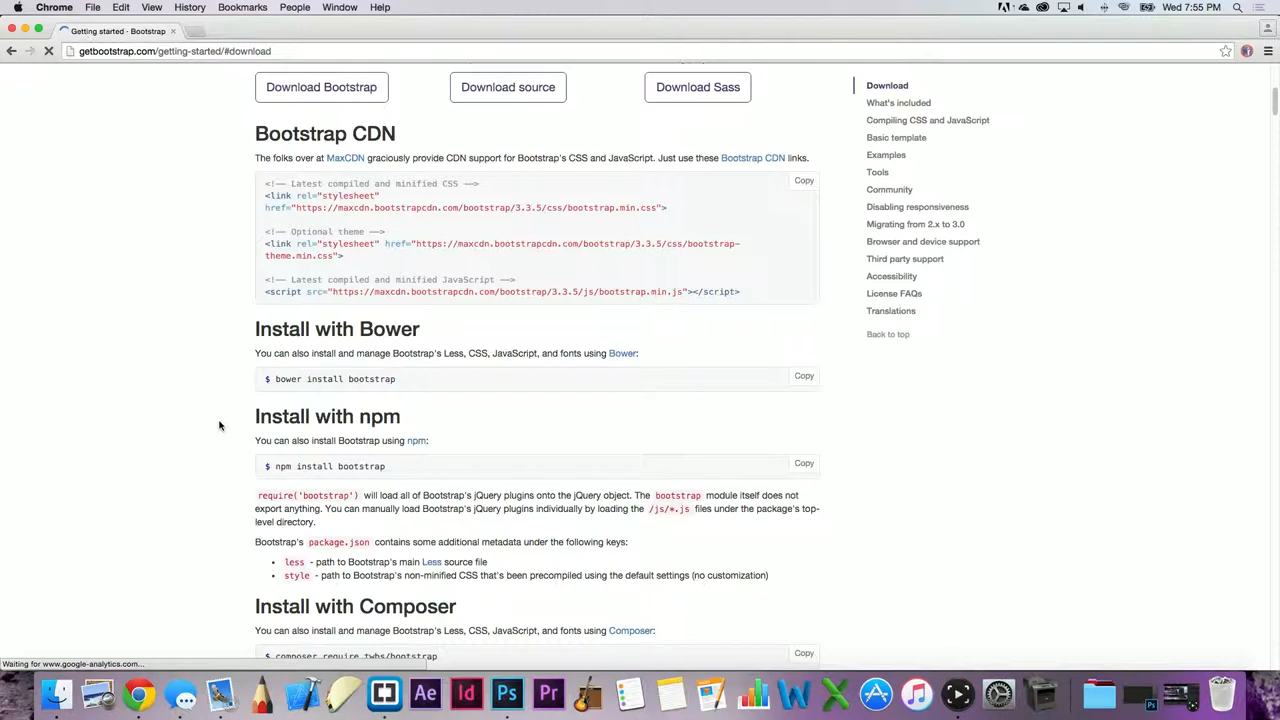 Chrome File Edit View History Bookmarks People Window Help Wed 7:55 PM
Getting started · Bootstrap
getbootstrap.com/getting-started/#download
Download Bootstrap Download source Download Sass
Bootstrap CDN
The folks over at MaxCDN graciously provide CDN support for Bootstrap's CSS and JavaScript. Just use these Bootstrap CDN links.
Copy
<!-- Latest compiled and minified CSS -->
<link rel="stylesheet"
href="https://maxcdn.bootstrapcdn.com/bootstrap/3.3.5/css/bootstrap.min.css">
<!-- Optional theme -->
<link rel="stylesheet" href="https://maxcdn.bootstrapcdn.com/bootstrap/3.3.5/css/bootstrap-
theme.min.css">
<!-- Latest compiled and minified JavaScript -->
<script src="https://maxcdn.bootstrapcdn.com/bootstrap/3.3.5/js/bootstrap.min.js"></script>
Install with Bower
You can also install and manage Bootstrap's Less, CSS, JavaScript, and fonts using Bower:
$ bower install bootstrap
Copy
Install with npm
You can also install Bootstrap using npm:
$ npm install bootstrap
Copy
require('bootstrap') will load all of Bootstrap's jQuery plugins onto the jQuery object. The bootstrap module itself does not
export anything. You can manually load Bootstrap's jQuery plugins individually by loading the /js/*.js files under the package's top-
level directory.
Bootstrap's package.json contains some additional metadata under the following keys:
• less - path to Bootstrap's main Less source file
• style - path to Bootstrap's non-minified CSS that's been precompiled using the default settings (no customization)
Install with Composer
You can also install and manage Bootstrap's Less, CSS, JavaScript, and fonts using Composer:
$ composer require twbs/bootstrap
Copy
Download
What's included
Compiling CSS and JavaScript
Basic template
Examples
Tools
Community
Disabling responsiveness
Migrating from 2.x to 3.0
Browser and device support
Third party support
Accessibility
License FAQs
Translations
Back to top
Waiting for www.google-analytics.com...
Ae Id Ps Pr